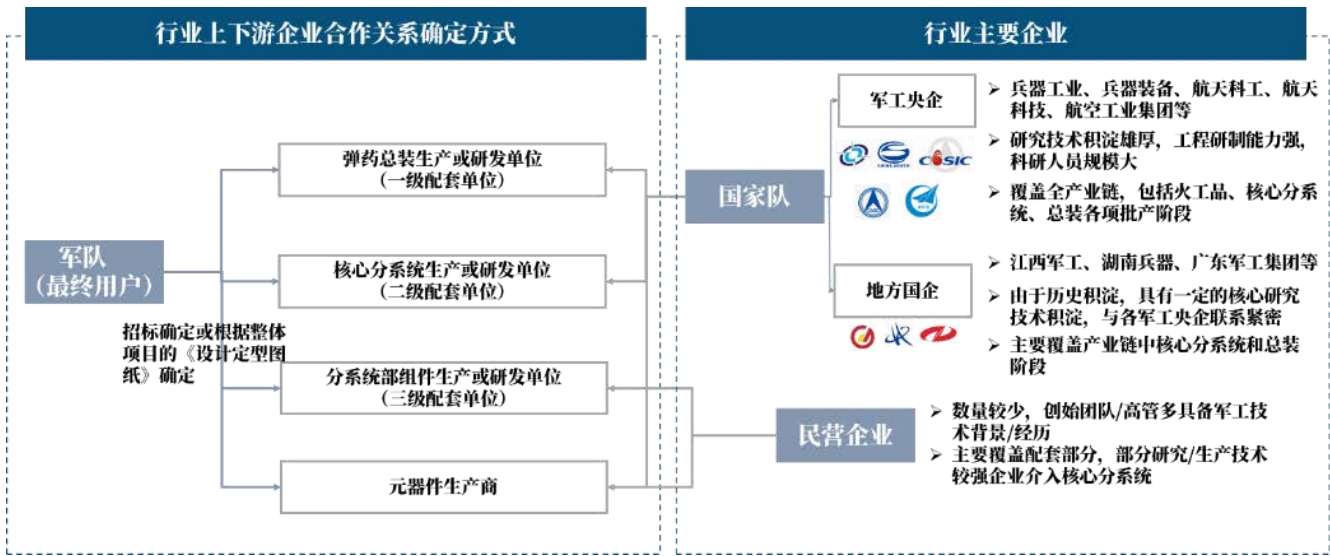 行业上下游企业合作关系确定方式
军队
（最终用户）
招标确定或根据整体
项目的《设计定型图
纸》确定
弹药总装生产或研发单位
（一级配套单位）
核心分系统生产或研发单位
（二级配套单位）
分系统部组件生产或研发单位
（三级配套单位）
元器件生产商
行业主要企业
国家队
军工央企
➢ 兵器工业、兵器装备、航天科工、航天
科技、航空工业集团等
➢ 研究技术积淀雄厚，工程研制能力强，
科研人员规模大
➢ 覆盖全产业链，包括火工品、核心分系
统、总装各项批产阶段
地方国企
➢ 江西军工、湖南兵器、广东军工集团等
➢ 由于历史积淀，具有一定的核心研究
技术积淀，与各军工央企联系紧密
➢ 主要覆盖产业链中核心分系统和总装
阶段
民营企业
➢ 数量较少，创始团队/高管多具备军工技
术背景/经历
➢ 主要覆盖配套部分，部分研究/生产技术
较强企业介入核心分系统